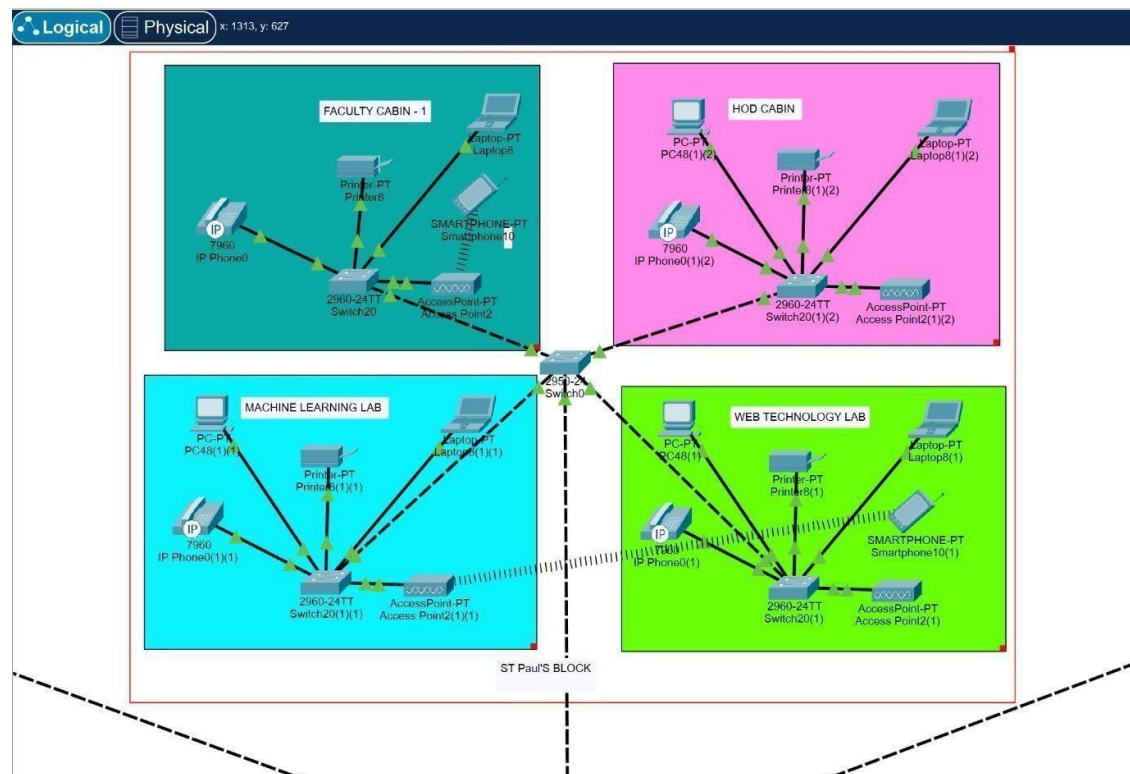 Logical
Physical
x: 1313, y: 627
FACULTY CABIN - 1
Laptop-PT
Laptop8
Printer-PT
Printer8
SMARTPHONE-PT
Smartphone10
IP
7960
IP Phone0
2960-24TT
Switch20
AccessPoint-PT
Access Point2
HOD CABIN
PC-PT
PC48(1)(2)
Laptop-PT
Laptop8(1)(2)
Printer-PT
Printer8(1)(2)
IP
7960
IP Phone0(1)(2)
2960-24TT
Switch20(1)(2)
AccessPoint-PT
Access Point2(1)(2)
2950-24
Switch0
MACHINE LEARNING LAB
PC-PT
PC48(1)(1)
Laptop-PT
Laptop8(1)(1)
Printer-PT
Printer8(1)(1)
IP
7960
IP Phone0(1)(1)
2960-24TT
Switch20(1)(1)
AccessPoint-PT
Access Point2(1)(1)
WEB TECHNOLOGY LAB
PC-PT
PC48(1)
Laptop-PT
Laptop8(1)
Printer-PT
Printer8(1)
SMARTPHONE-PT
Smartphone10(1)
IP
7960
IP Phone0(1)
2960-24TT
Switch20(1)
AccessPoint-PT
Access Point2(1)
ST Paul'S BLOCK